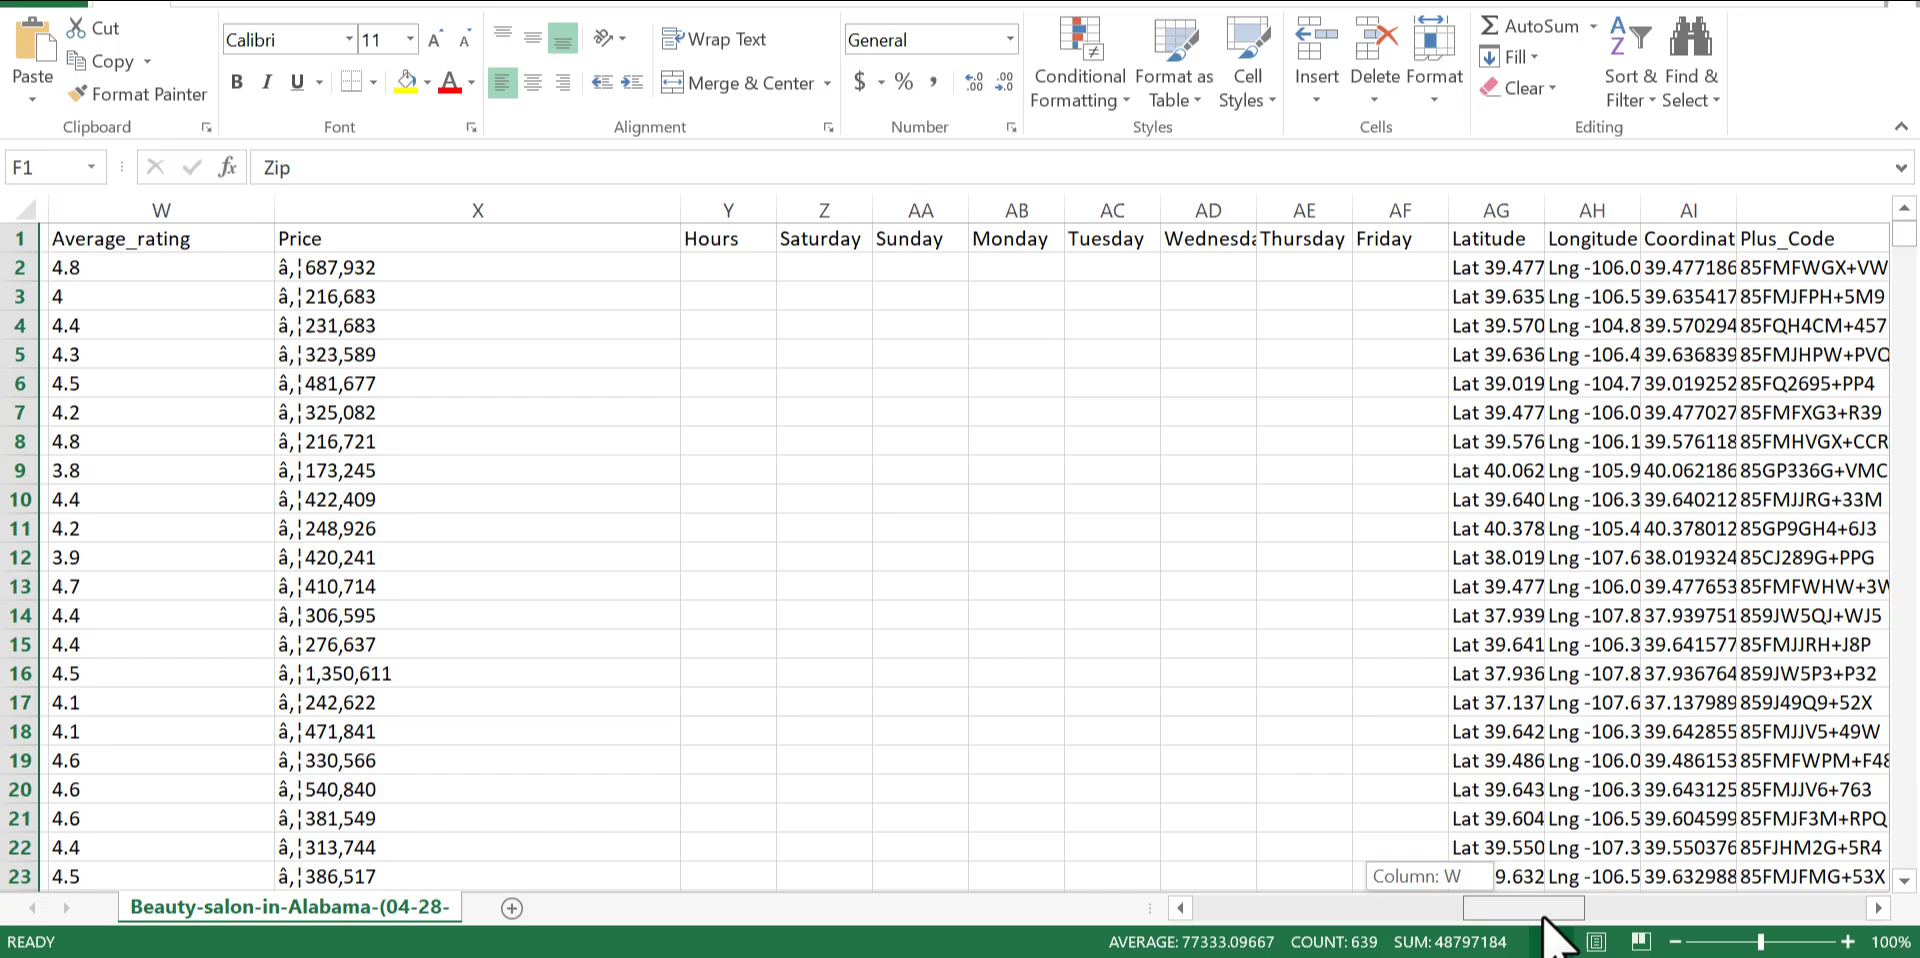 Paste
Cut
Copy
Format Painter
Clipboard
Calibri 11
B I U
Font
Wrap Text
Merge & Center
Alignment
General
$ % ,
Number
Conditional Formatting
Format as Table
Cell Styles
Styles
Insert
Delete
Format
Cells
AutoSum
Fill
Clear
Sort & Filter
Find & Select
Editing
F1 fx Zip
W X Y Z AA AB AC AD AE AF AG AH AI
1 Average_rating Price Hours Saturday Sunday Monday Tuesday Wednesda Thursday Friday Latitude Longitude Coordinat Plus_Code
2 4.8 â‚¦687,932 Lat 39.477 Lng -106.0 39.477186 85FMFWGX+VW
3 4 â‚¦216,683 Lat 39.635 Lng -106.5 39.635417 85FMJFPH+5M9
4 4.4 â‚¦231,683 Lat 39.570 Lng -104.8 39.570294 85FQH4CM+457
5 4.3 â‚¦323,589 Lat 39.636 Lng -106.4 39.636839 85FMJHPW+PVQ
6 4.5 â‚¦481,677 Lat 39.019 Lng -104.7 39.019252 85FQ2695+PP4
7 4.2 â‚¦325,082 Lat 39.477 Lng -106.0 39.477027 85FMFXG3+R39
8 4.8 â‚¦216,721 Lat 39.576 Lng -106.1 39.576118 85FMHVGX+CCR
9 3.8 â‚¦173,245 Lat 40.062 Lng -105.9 40.062186 85GP336G+VMC
10 4.4 â‚¦422,409 Lat 39.640 Lng -106.3 39.640212 85FMJJRG+33M
11 4.2 â‚¦248,926 Lat 40.378 Lng -105.4 40.378012 85GP9GH4+6J3
12 3.9 â‚¦420,241 Lat 38.019 Lng -107.6 38.019324 85CJ289G+PPG
13 4.7 â‚¦410,714 Lat 39.477 Lng -106.0 39.477653 85FMFWHW+3W
14 4.4 â‚¦306,595 Lat 37.939 Lng -107.8 37.939751 859JW5QJ+WJ5
15 4.4 â‚¦276,637 Lat 39.641 Lng -106.3 39.641577 85FMJJRH+J8P
16 4.5 â‚¦1,350,611 Lat 37.936 Lng -107.8 37.936764 859JW5P3+P32
17 4.1 â‚¦242,622 Lat 37.137 Lng -107.6 37.137989 859J49Q9+52X
18 4.1 â‚¦471,841 Lat 39.642 Lng -106.3 39.642855 85FMJJV5+49W
19 4.6 â‚¦330,566 Lat 39.486 Lng -106.0 39.486153 85FMFWPM+F48
20 4.6 â‚¦540,840 Lat 39.643 Lng -106.3 39.643125 85FMJJV6+763
21 4.6 â‚¦381,549 Lat 39.604 Lng -106.5 39.604599 85FMJF3M+RPQ
22 4.4 â‚¦313,744 Lat 39.550 Lng -107.3 39.550376 85FJHM2G+5R4
23 4.5 â‚¦386,517 9.632 Lng -106.5 39.632988 85FMJFMG+53X
Column: W
Beauty-salon-in-Alabama-(04-28-
READY AVERAGE: 77333.09667 COUNT: 639 SUM: 48797184 100%